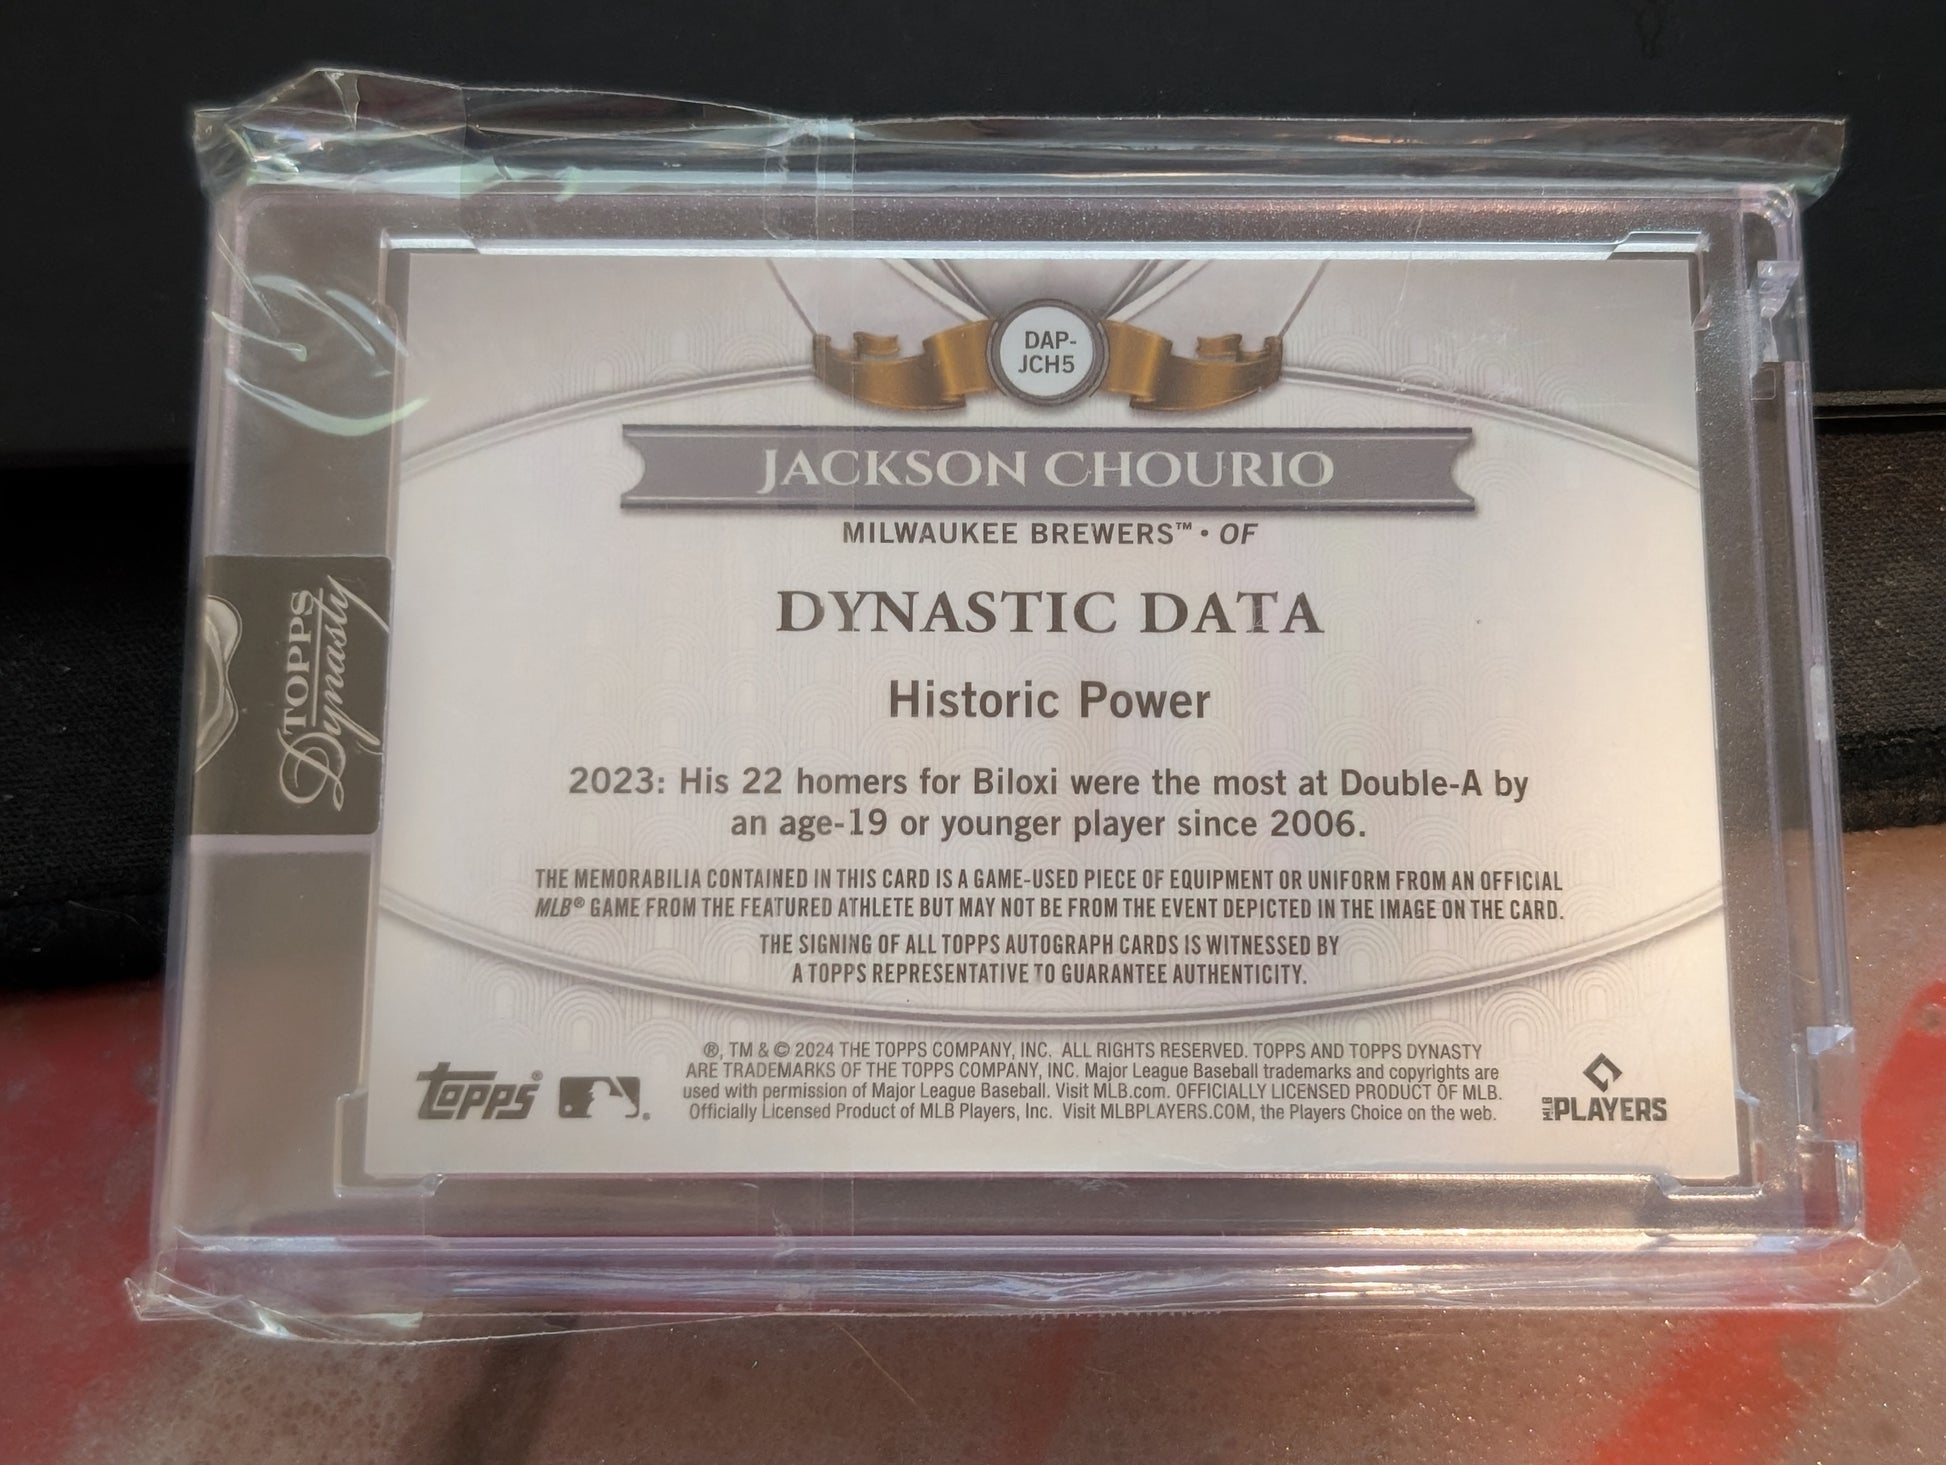 DAP-
JCH5
JACKSON CHOURIO
MILWAUKEE BREWERS™ • OF
DYNASTIC DATA
Historic Power
2023: His 22 homers for Biloxi were the most at Double-A by
an age-19 or younger player since 2006.
THE MEMORABILIA CONTAINED IN THIS CARD IS A GAME-USED PIECE OF EQUIPMENT OR UNIFORM FROM AN OFFICIAL
MLB® GAME FROM THE FEATURED ATHLETE BUT MAY NOT BE FROM THE EVENT DEPICTED IN THE IMAGE ON THE CARD.
THE SIGNING OF ALL TOPPS AUTOGRAPH CARDS IS WITNESSED BY
A TOPPS REPRESENTATIVE TO GUARANTEE AUTHENTICITY.
®, TM & © 2024 THE TOPPS COMPANY, INC. ALL RIGHTS RESERVED. TOPPS AND TOPPS DYNASTY
ARE TRADEMARKS OF THE TOPPS COMPANY, INC. Major League Baseball trademarks and copyrights are
used with permission of Major League Baseball. Visit MLB.com. OFFICIALLY LICENSED PRODUCT OF MLB.
Officially Licensed Product of MLB Players, Inc. Visit MLBPLAYERS.COM, the Players Choice on the web.
topps®
MLB PLAYERS
TOPPS
Dynasty